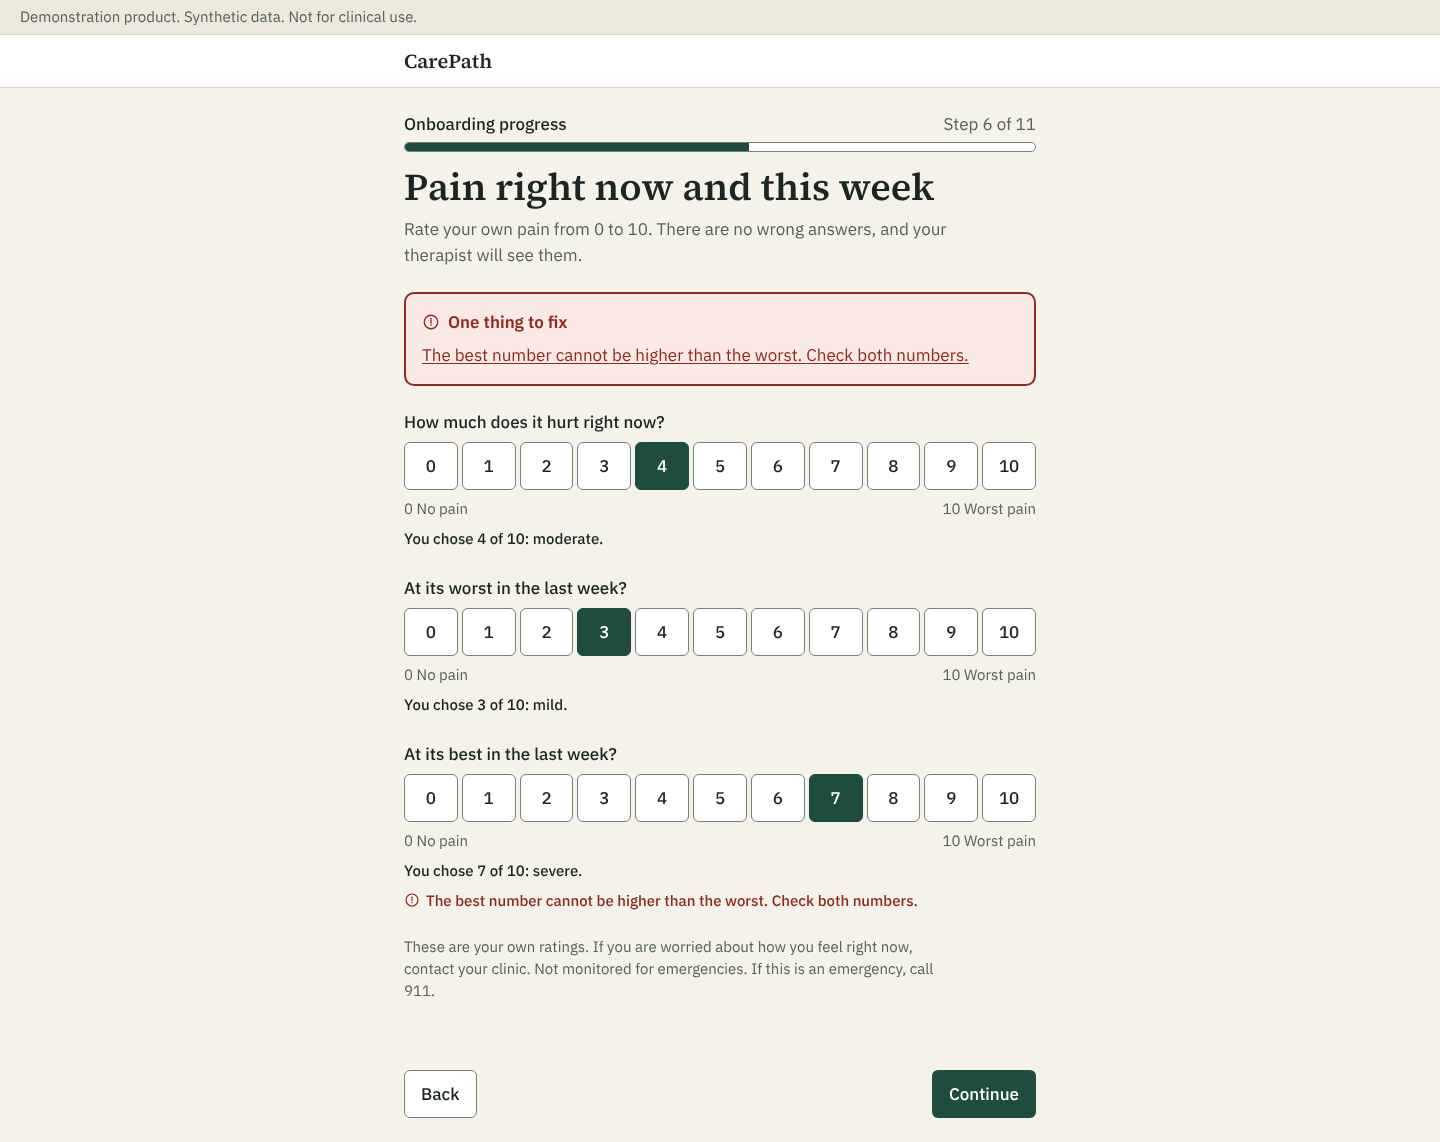 Demonstration product. Synthetic data. Not for clinical use.
CarePath
Onboarding progress
Step 6 of 11
Pain right now and this week
Rate your own pain from 0 to 10. There are no wrong answers, and your
therapist will see them.
One thing to fix
The best number cannot be higher than the worst. Check both numbers.
How much does it hurt right now?
0 1 2 3 4 5 6 7 8 9 10
0 No pain
10 Worst pain
You chose 4 of 10: moderate.
At its worst in the last week?
0 1 2 3 4 5 6 7 8 9 10
0 No pain
10 Worst pain
You chose 3 of 10: mild.
At its best in the last week?
0 1 2 3 4 5 6 7 8 9 10
0 No pain
10 Worst pain
You chose 7 of 10: severe.
The best number cannot be higher than the worst. Check both numbers.
These are your own ratings. If you are worried about how you feel right now,
contact your clinic. Not monitored for emergencies. If this is an emergency, call
911.
Back
Continue